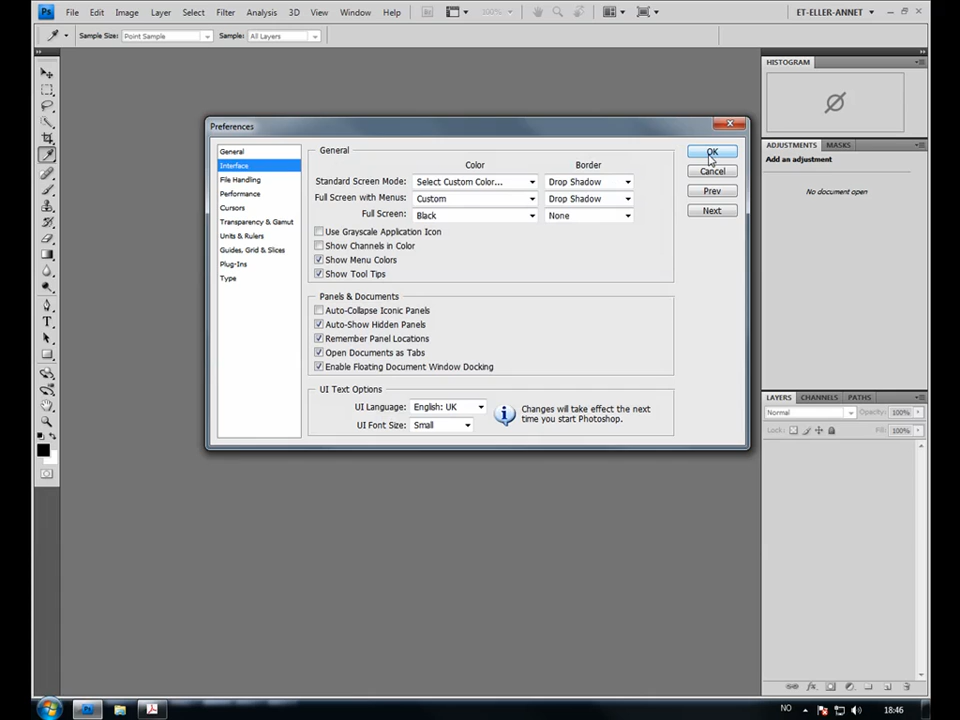 Ps File Edit Image Layer Select Filter Analysis 3D View Window Help 100% ET-ELLER-ANNET
Sample Size: Point Sample Sample: All Layers
HISTOGRAM
ADJUSTMENTS MASKS
Add an adjustment
No document open
Preferences
General
Interface
File Handling
Performance
Cursors
Transparency & Gamut
Units & Rulers
Guides, Grid & Slices
Plug-Ins
Type
General
Color Border
Standard Screen Mode: Select Custom Color... Drop Shadow
Full Screen with Menus: Custom Drop Shadow
Full Screen: Black None
Use Grayscale Application Icon
Show Channels in Color
Show Menu Colors
Show Tool Tips
Panels & Documents
Auto-Collapse Iconic Panels
Auto-Show Hidden Panels
Remember Panel Locations
Open Documents as Tabs
Enable Floating Document Window Docking
UI Text Options
UI Language: English: UK
UI Font Size: Small
Changes will take effect the next
time you start Photoshop.
OK
Cancel
Prev
Next
LAYERS CHANNELS PATHS
Normal Opacity: 100%
Lock: Fill: 100%
NO 18:46